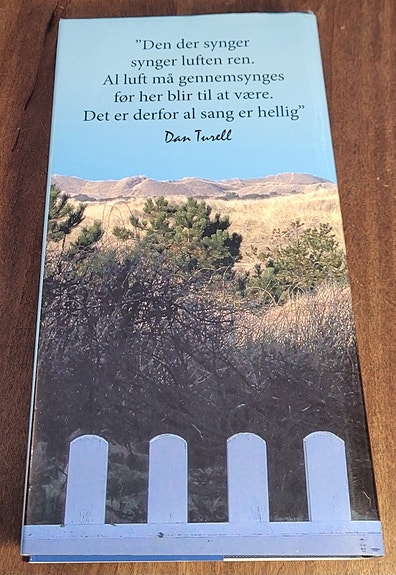 ”Den der synger
synger luften ren.
Al luft må gennemsynges
før her blir til at være.
Det er derfor al sang er hellig”
Dan Turell